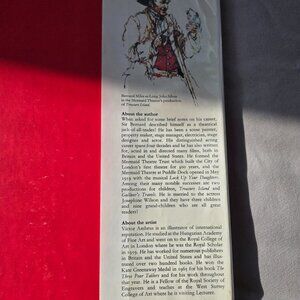 Bernard Miles as Long John Silver
in the Mermaid Theatre's production
of Treasure Island
About the author
When asked for some brief notes on his career,
Sir Bernard described himself as a theatrical
jack-of-all-trades! He has been a scene painter,
property maker, stage manager, electrician, stage
designer and actor. His distinguished acting
career spans four decades and he has also written
for, acted in and directed many films, both in
Britain and the United States. He formed the
Mermaid Theatre Trust which built the City of
London's first theatre for 300 years, and the
Mermaid Theatre at Puddle Dock opened in May
1959 with the musical Lock Up Your Daughters.
Among their many notable successes are two
productions for children, Treasure Island and
Gulliver's Travels. He is married to the actress
Josephine Wilson and they have three children
and nine grand-children who are all great
readers!
About the artist
Victor Ambrus is an illustrator of international
reputation. He studied at the Hungarian Academy
of Fine Art and went on to the Royal College
of Art in London where he was Royal Scholar
in 1959. He has worked for numerous publishers
in Britain and the United States and has illus-
trated over two hundred books. He won the
Kate Greenaway Medal in 1965 for his book The
Three Poor Tailors and for his work in general.
He is a Fellow of the Royal Society of
Engravers and teaches at the West Surrey
College of Art where he is visiting Lecturer.